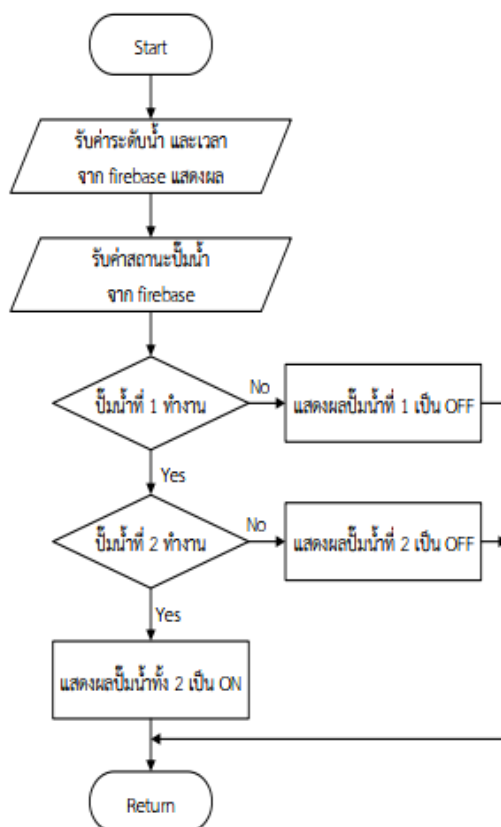 Start
รับค่าระดับน้ำ และเวลา
จาก firebase แสดงผล
รับค่าสถานะปั๊มน้ำ
จาก firebase
ปั๊มน้ำที่ 1 ทำงาน
No
แสดงผลปั๊มน้ำที่ 1 เป็น OFF
Yes
ปั๊มน้ำที่ 2 ทำงาน
No
แสดงผลปั๊มน้ำที่ 2 เป็น OFF
Yes
แสดงผลปั๊มน้ำทั้ง 2 เป็น ON
Return